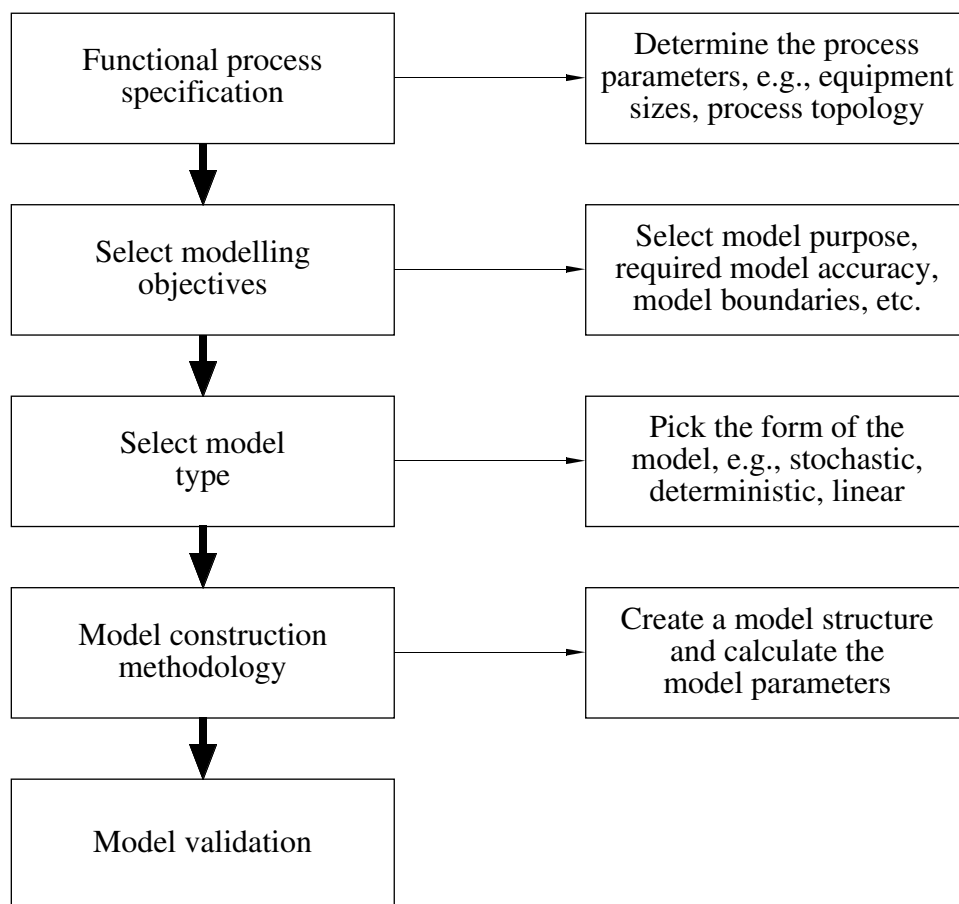 Functional process
specification
Determine the process
parameters, e.g., equipment
sizes, process topology
Select modelling
objectives
Select model purpose,
required model accuracy,
model boundaries, etc.
Select model
type
Pick the form of the
model, e.g., stochastic,
deterministic, linear
Model construction
methodology
Create a model structure
and calculate the
model parameters
Model validation